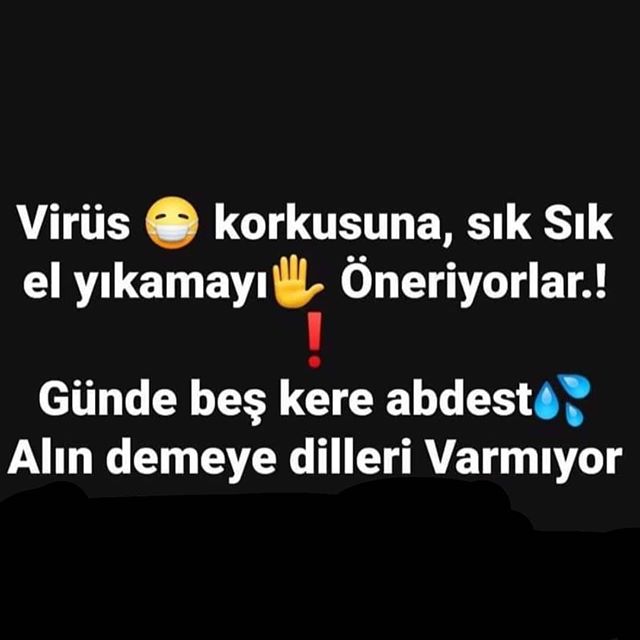 Virüs 😷 korkusuna, sık Sık
el yıkamayı✋ Öneriyorlar.!
❗
Günde beş kere abdest💦
Alın demeye dilleri Varmıyor